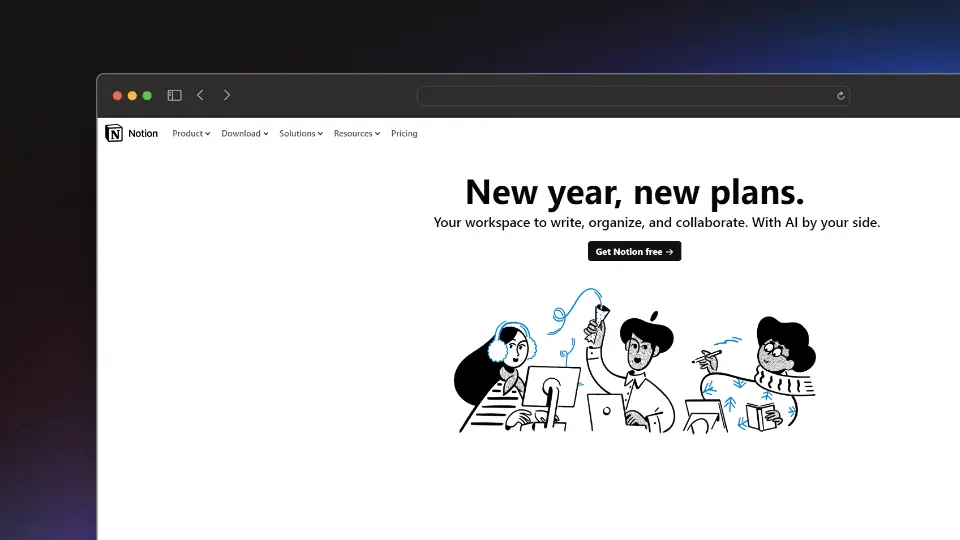 Notion Product Download Solutions Resources Pricing
New year, new plans.
Your workspace to write, organize, and collaborate. With AI by your side.
Get Notion free →